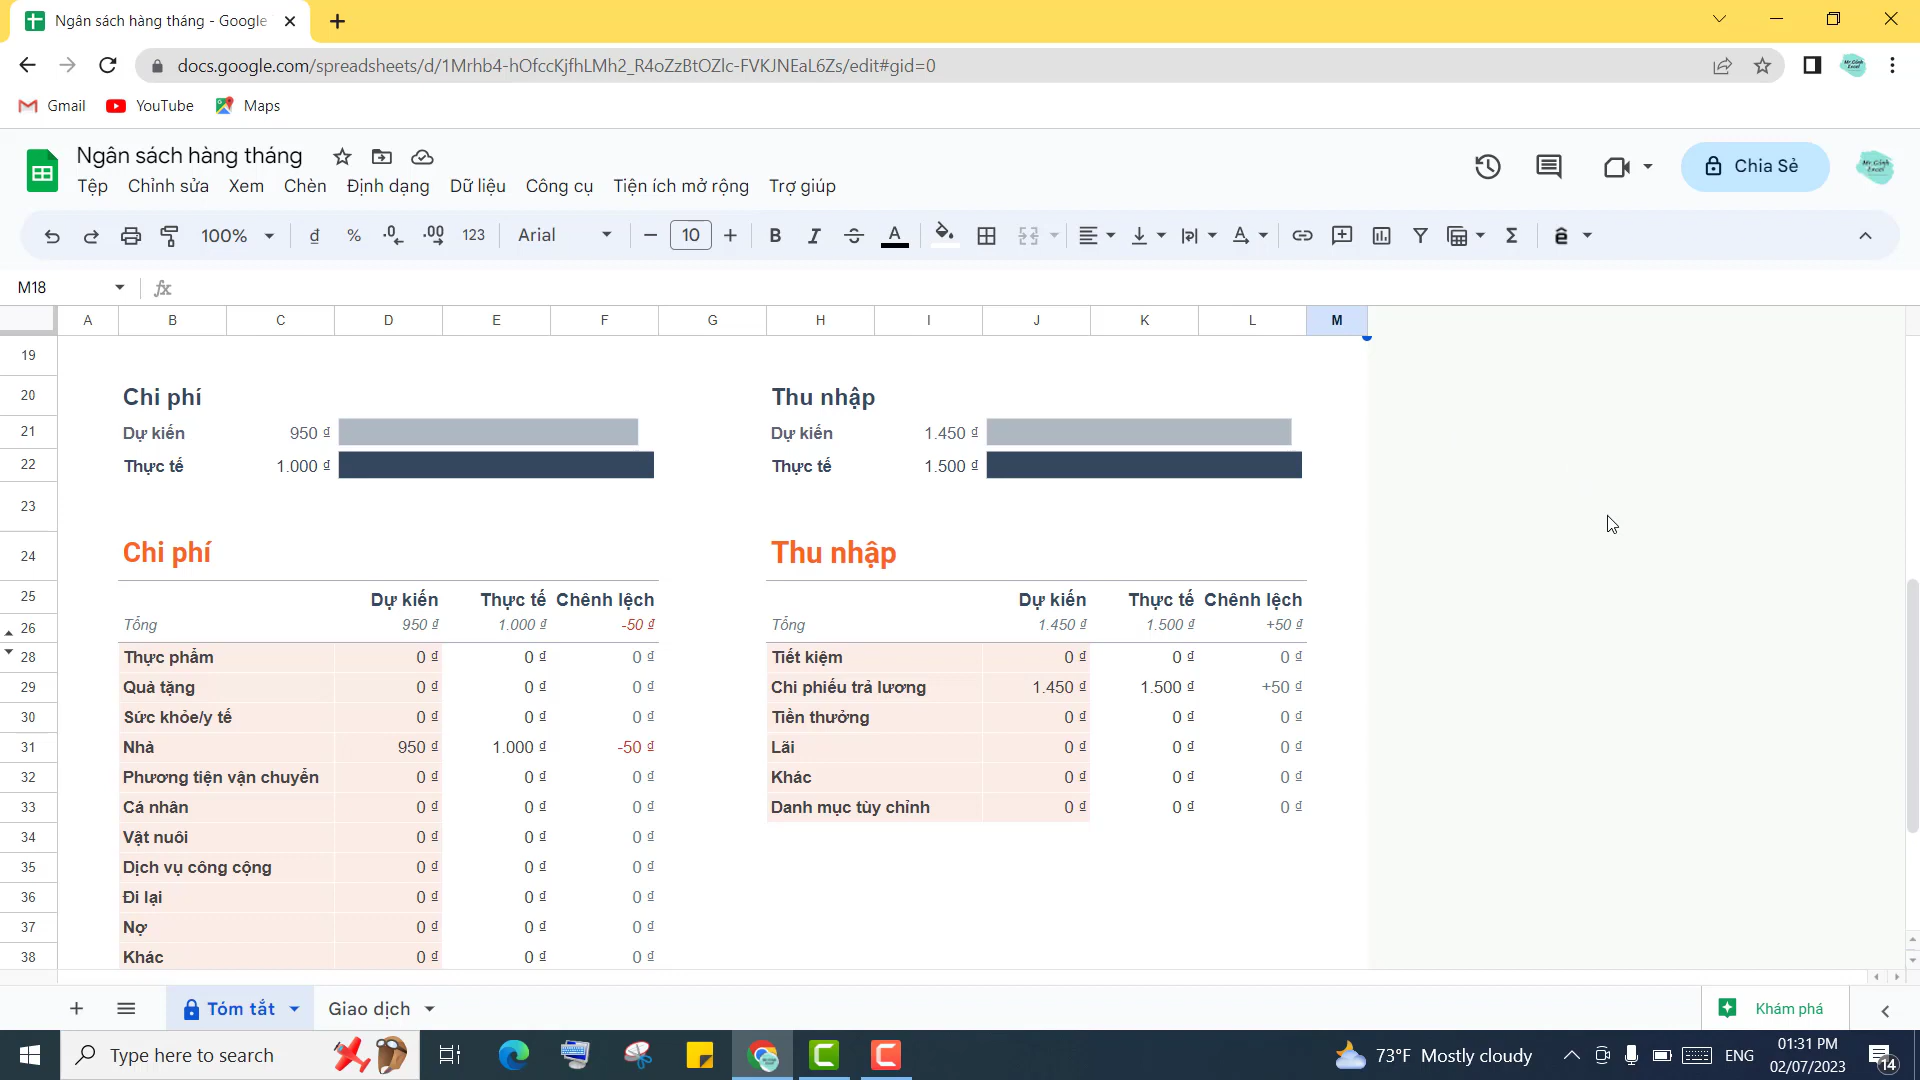 Ngân sách hàng tháng - Google
docs.google.com/spreadsheets/d/1Mrhb4-hOfccKjfhLMh2_R4oZzBtOZlc-FVKJNEaL6Zs/edit#gid=0
Gmail YouTube Maps
Ngân sách hàng tháng
Tệp Chỉnh sửa Xem Chèn Định dạng Dữ liệu Công cụ Tiện ích mở rộng Trợ giúp
Chia Sẻ
100% đ % .0 .00 123 Arial 10 B I A
M18 fx
A B C D E F G H I J K L M
19
20 Chi phí Thu nhập
21 Dự kiến 950 đ Dự kiến 1.450 đ
22 Thực tế 1.000 đ Thực tế 1.500 đ
23
24 Chi phí Thu nhập
25 Dự kiến Thực tế Chênh lệch Dự kiến Thực tế Chênh lệch
26 Tổng 950 đ 1.000 đ -50 đ Tổng 1.450 đ 1.500 đ +50 đ
28 Thực phẩm 0 đ 0 đ 0 đ Tiết kiệm 0 đ 0 đ 0 đ
29 Quà tặng 0 đ 0 đ 0 đ Chi phiếu trả lương 1.450 đ 1.500 đ +50 đ
30 Sức khỏe/y tế 0 đ 0 đ 0 đ Tiền thưởng 0 đ 0 đ 0 đ
31 Nhà 950 đ 1.000 đ -50 đ Lãi 0 đ 0 đ 0 đ
32 Phương tiện vận chuyển 0 đ 0 đ 0 đ Khác 0 đ 0 đ 0 đ
33 Cá nhân 0 đ 0 đ 0 đ Danh mục tùy chỉnh 0 đ 0 đ 0 đ
34 Vật nuôi 0 đ 0 đ 0 đ
35 Dịch vụ công cộng 0 đ 0 đ 0 đ
36 Đi lại 0 đ 0 đ 0 đ
37 Nợ 0 đ 0 đ 0 đ
38 Khác 0 đ 0 đ 0 đ
Tóm tắt Giao dịch Khám phá
Type here to search 73°F Mostly cloudy ENG 01:31 PM
02/07/2023 14